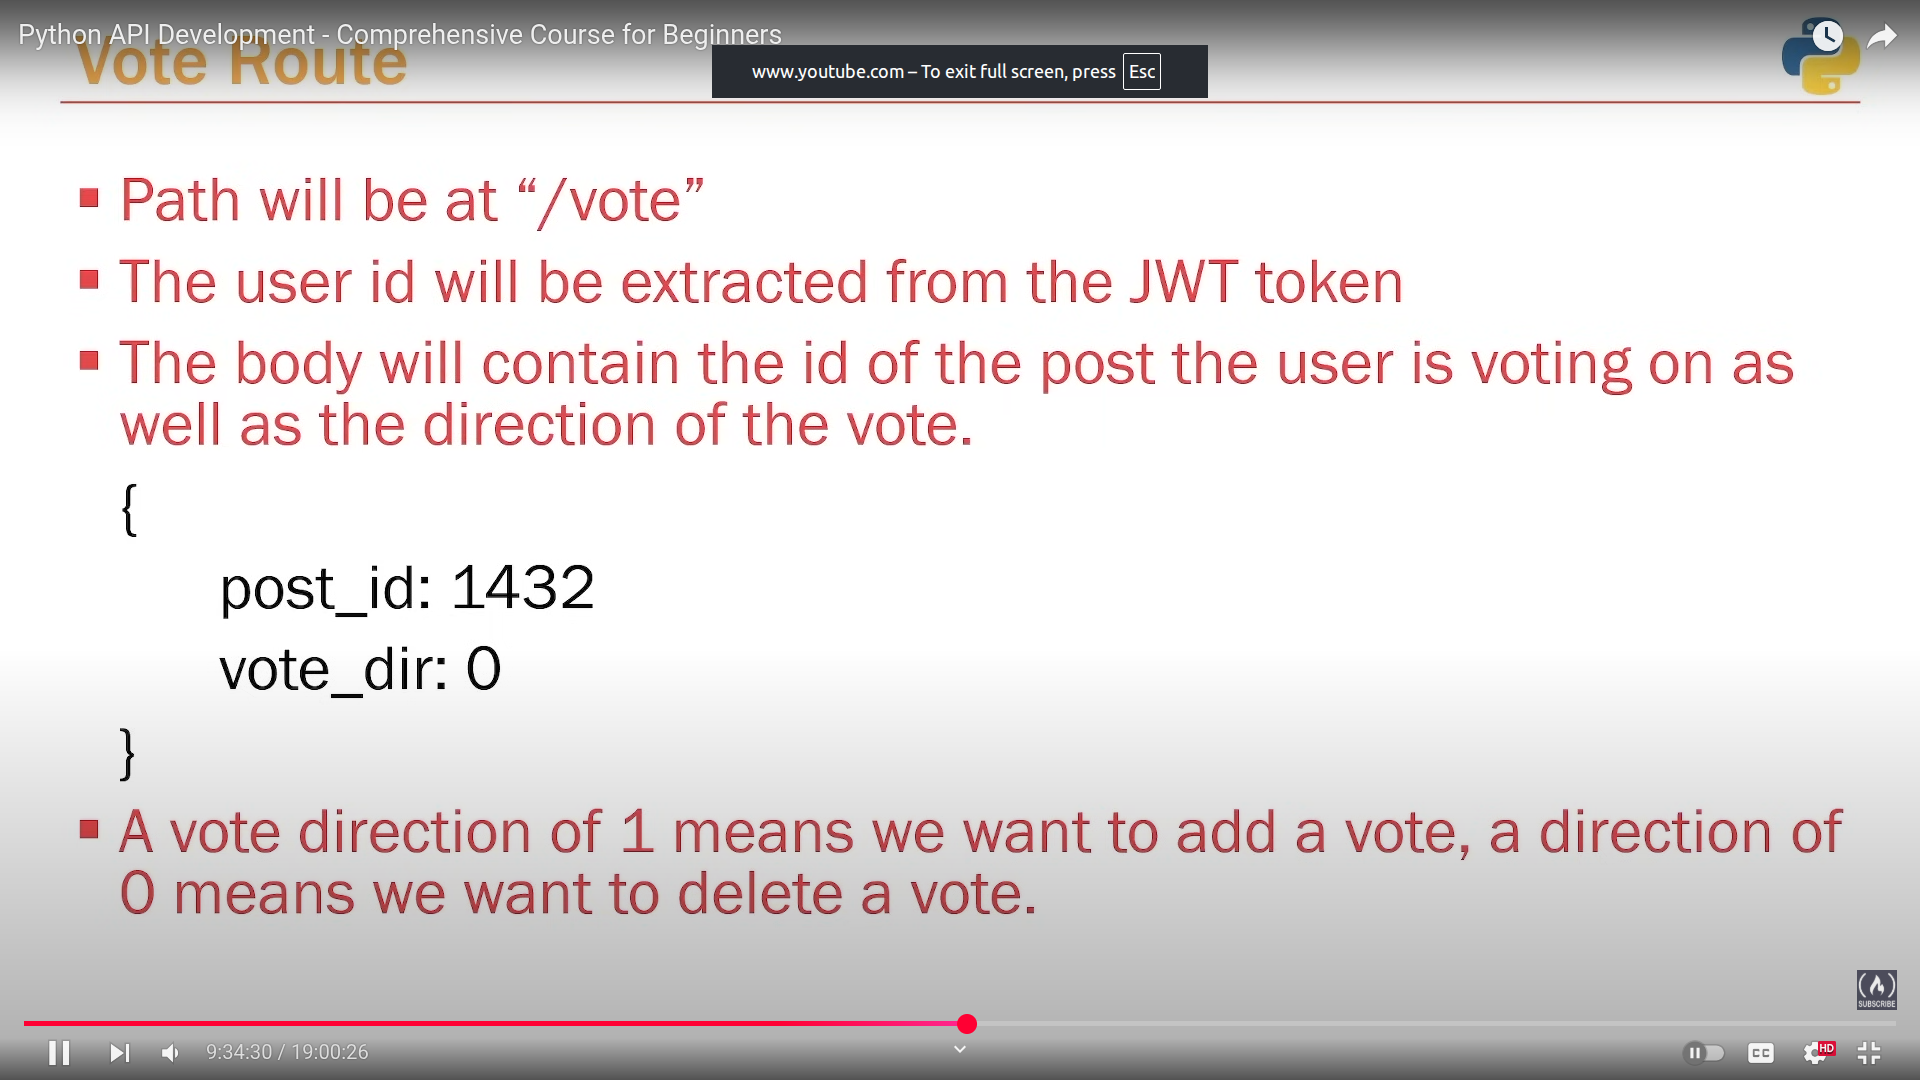 Python API Development - Comprehensive Course for Beginners
Vote Route
www.youtube.com – To exit full screen, press Esc
▪ Path will be at “/vote”
▪ The user id will be extracted from the JWT token
▪ The body will contain the id of the post the user is voting on as
well as the direction of the vote.
{
post_id: 1432
vote_dir: 0
}
▪ A vote direction of 1 means we want to add a vote, a direction of
0 means we want to delete a vote.
SUBSCRIBE
9:34:30 / 19:00:26
CC
HD